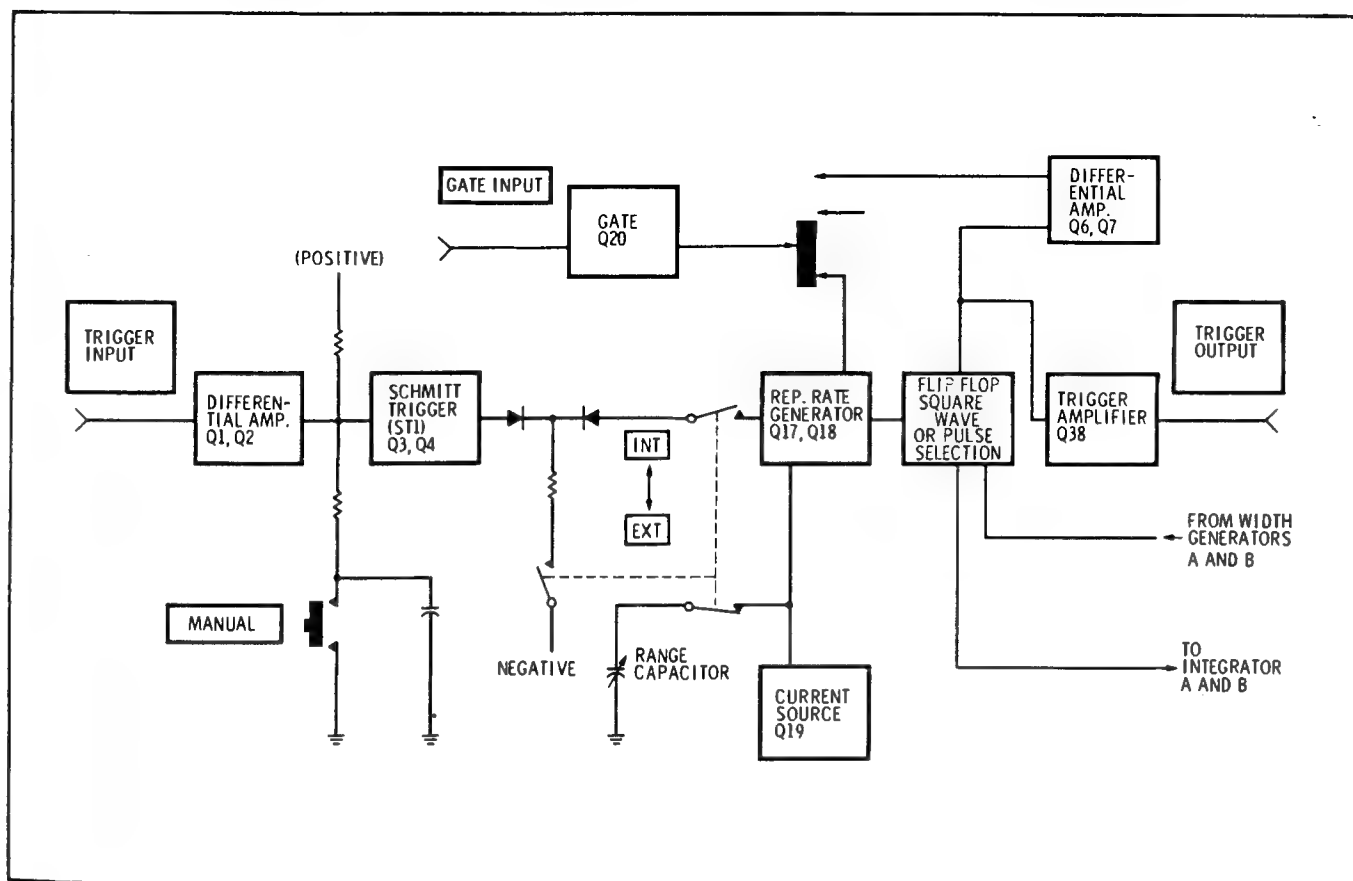 GATE INPUT
GATE
Q20
DIFFER-
ENTIAL
AMP.
Q6, Q7
(POSITIVE)
TRIGGER
INPUT
DIFFEREN-
TIAL AMP.
Q1, Q2
SCHMITT
TRIGGER
(ST1)
Q3, Q4
INT
EXT
REP. RATE
GENERATOR
Q17, Q18
FLIP FLOP
SQUARE
WAVE
OR PULSE
SELECTION
TRIGGER
AMPLIFIER
Q38
TRIGGER
OUTPUT
FROM WIDTH
GENERATORS
A AND B
MANUAL
NEGATIVE
RANGE
CAPACITOR
CURRENT
SOURCE
Q19
TO
INTEGRATOR
A AND B